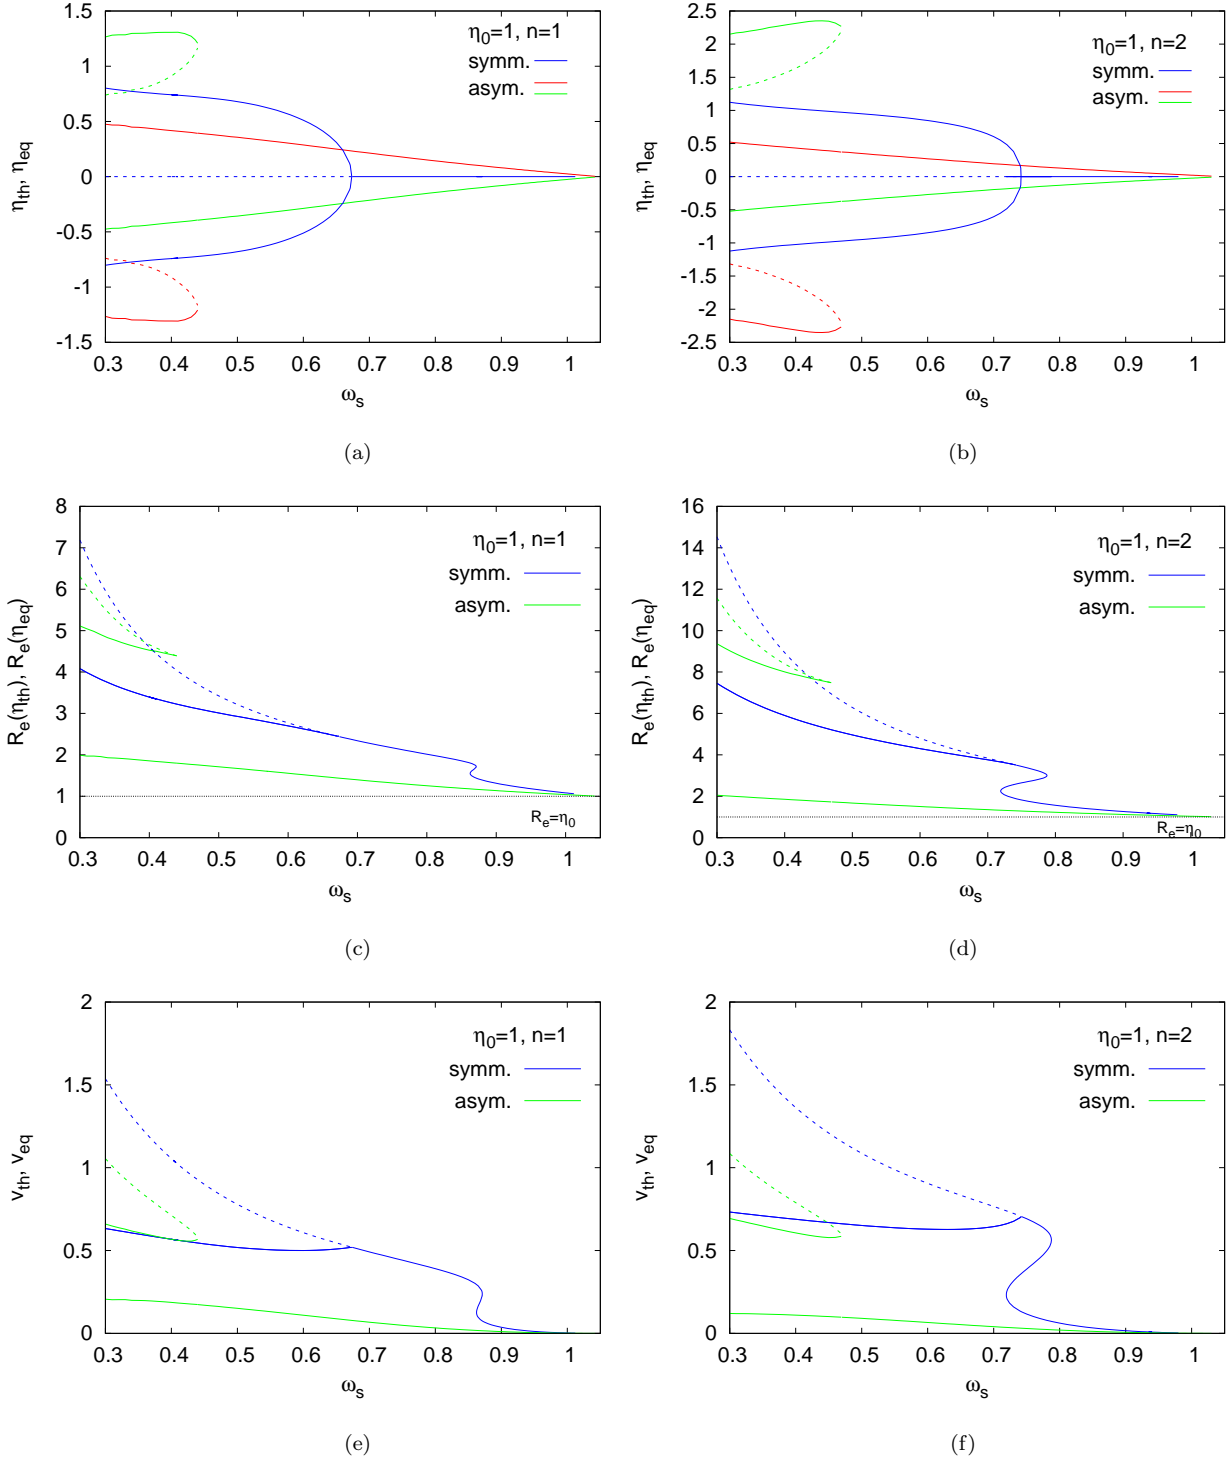 1.5
1
0.5
0
-0.5
-1
-1.5
η0=1, n=1
symm.
asym.
ηth, ηeq
0.3 0.4 0.5 0.6 0.7 0.8 0.9 1
ωs
(a)
2.5
2
1.5
1
0.5
0
-0.5
-1
-1.5
-2
-2.5
η0=1, n=2
symm.
asym.
ηth, ηeq
0.3 0.4 0.5 0.6 0.7 0.8 0.9 1
ωs
(b)
8
7
6
5
4
3
2
1
0
η0=1, n=1
symm.
asym.
Re=η0
Re(ηth), Re(ηeq)
0.3 0.4 0.5 0.6 0.7 0.8 0.9 1
ωs
(c)
16
14
12
10
8
6
4
2
0
η0=1, n=2
symm.
asym.
Re=η0
Re(ηth), Re(ηeq)
0.3 0.4 0.5 0.6 0.7 0.8 0.9 1
ωs
(d)
2
1.5
1
0.5
0
η0=1, n=1
symm.
asym.
vth, veq
0.3 0.4 0.5 0.6 0.7 0.8 0.9 1
ωs
(e)
2
1.5
1
0.5
0
η0=1, n=2
symm.
asym.
vth, veq
0.3 0.4 0.5 0.6 0.7 0.8 0.9 1
ωs
(f)